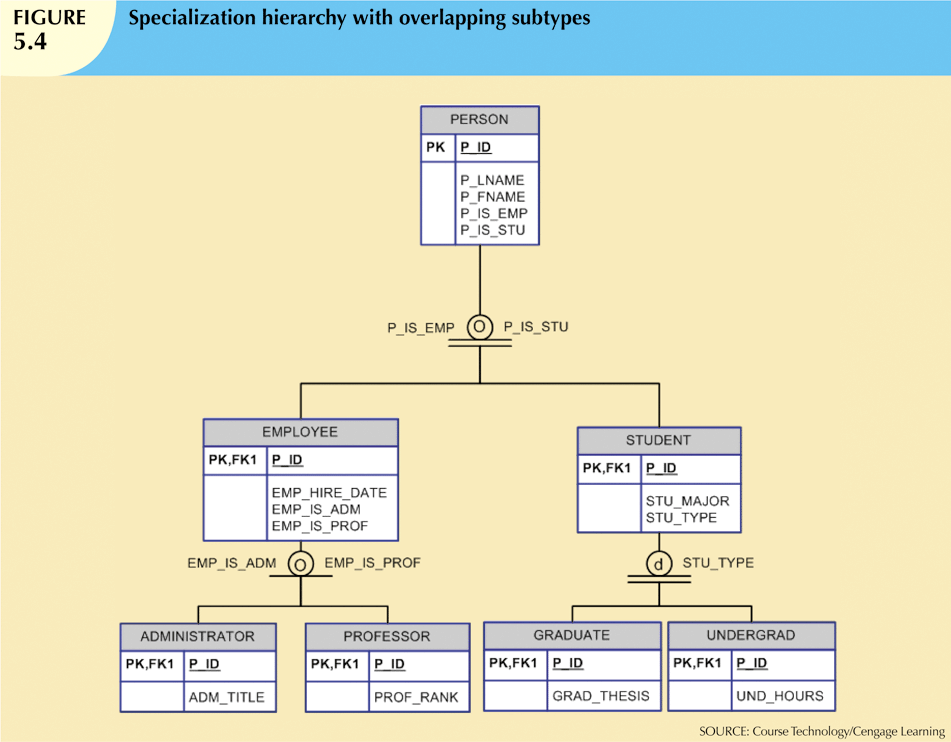 FIGURE
5.4
Specialization hierarchy with overlapping subtypes
PERSON
PK P_ID
P_LNAME
P_FNAME
P_IS_EMP
P_IS_STU
P_IS_EMP O P_IS_STU
EMPLOYEE
PK,FK1 P_ID
EMP_HIRE_DATE
EMP_IS_ADM
EMP_IS_PROF
STUDENT
PK,FK1 P_ID
STU_MAJOR
STU_TYPE
EMP_IS_ADM O EMP_IS_PROF
d STU_TYPE
ADMINISTRATOR
PK,FK1 P_ID
ADM_TITLE
PROFESSOR
PK,FK1 P_ID
PROF_RANK
GRADUATE
PK,FK1 P_ID
GRAD_THESIS
UNDERGRAD
PK,FK1 P_ID
UND_HOURS
SOURCE: Course Technology/Cengage Learning